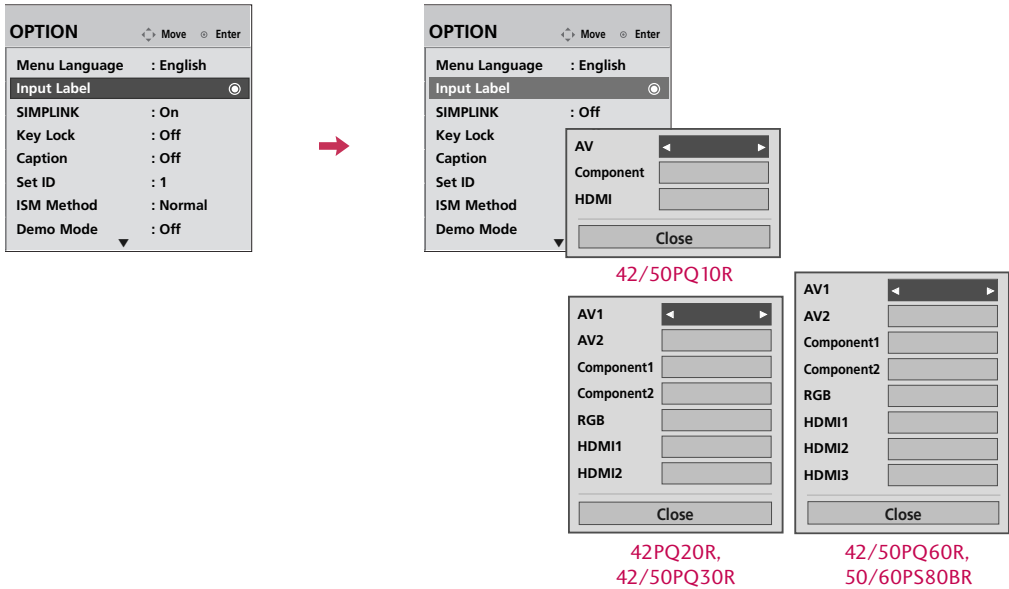 OPTION Move Enter
Menu Language : English
Input Label
SIMPLINK : On
Key Lock : Off
Caption : Off
Set ID : 1
ISM Method : Normal
Demo Mode : Off
OPTION Move Enter
Menu Language : English
Input Label
SIMPLINK : Off
Key Lock
Caption
Set ID
ISM Method
Demo Mode
AV
Component
HDMI
Close
42/50PQ10R
AV1
AV2
Component1
Component2
RGB
HDMI1
HDMI2
Close
42PQ20R,
42/50PQ30R
AV1
AV2
Component1
Component2
RGB
HDMI1
HDMI2
HDMI3
Close
42/50PQ60R,
50/60PS80BR